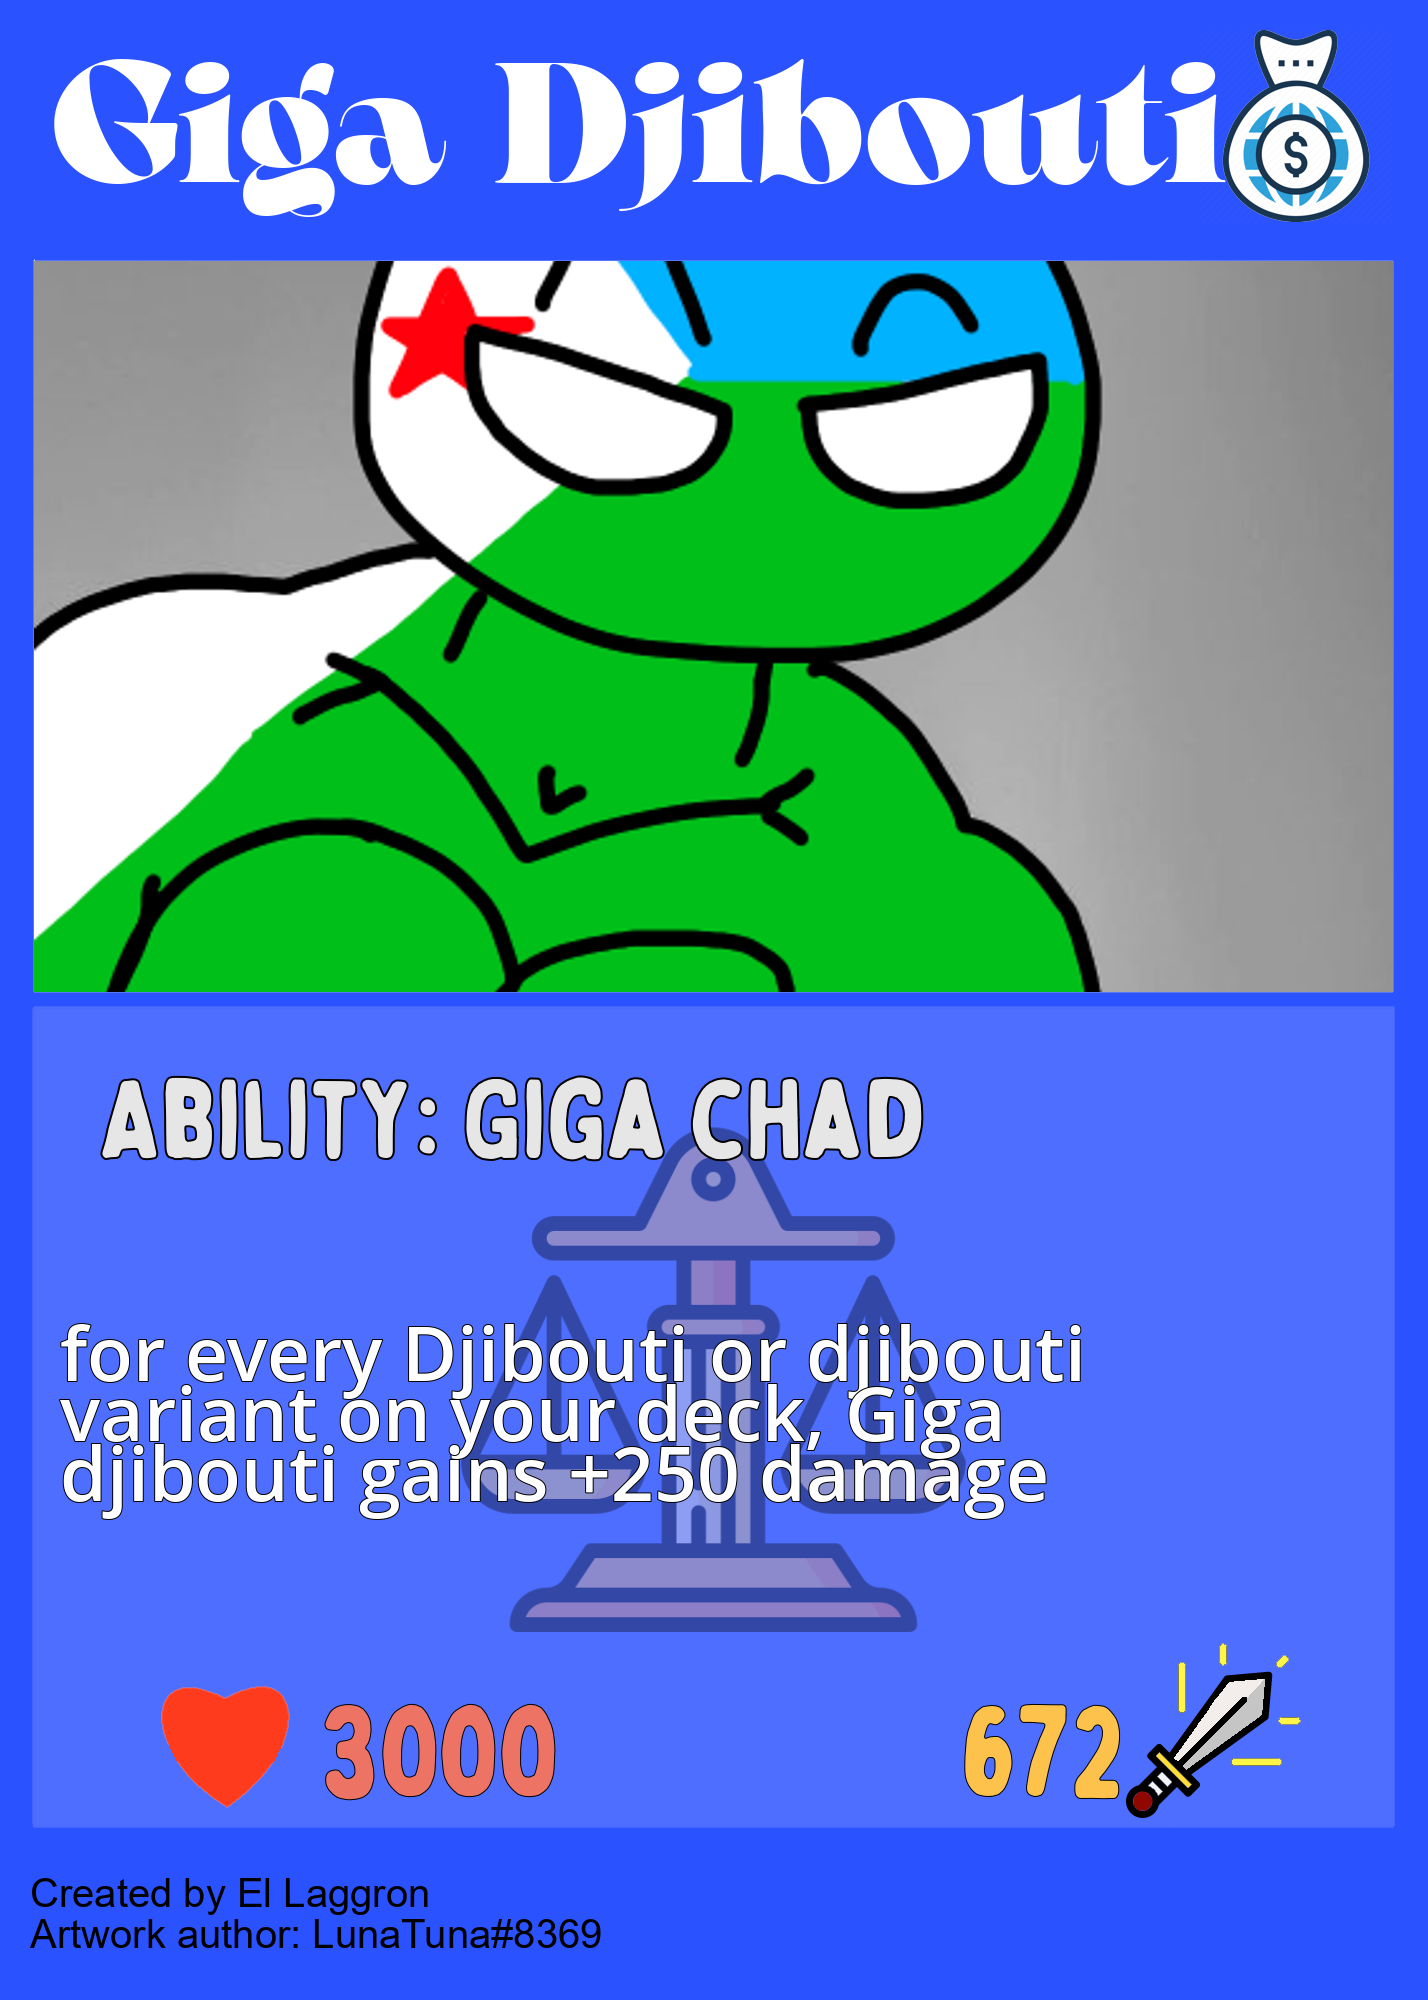 Giga Djibouti
$
ABILITY: GIGA CHAD
for every Djibouti or djibouti
variant on your deck, Giga
djibouti gains +250 damage
3000
672
Created by El Laggron
Artwork author: LunaTuna#8369